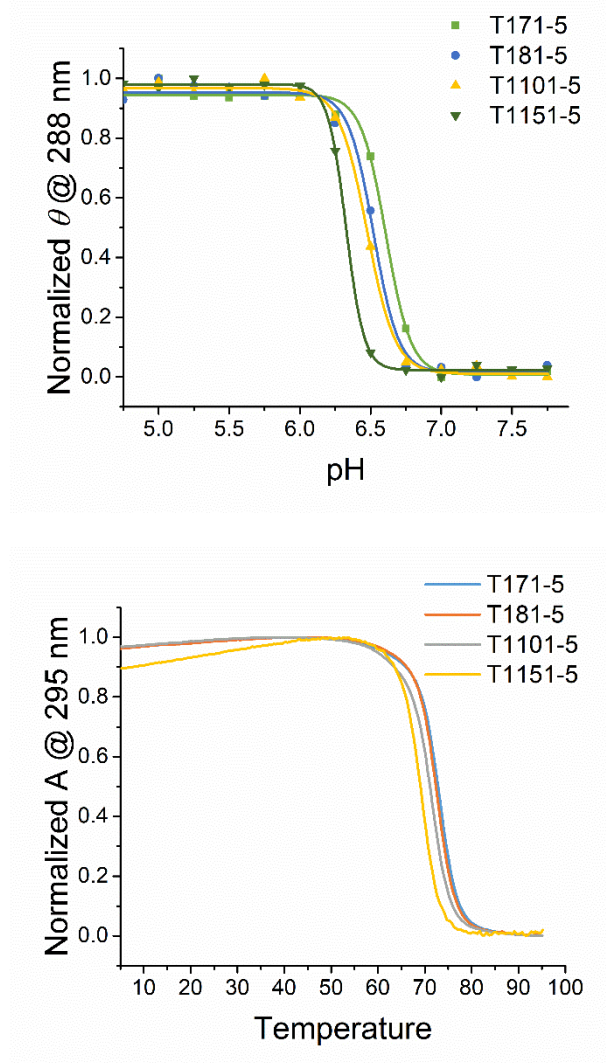 T171-5
T181-5
T1101-5
T1151-5
Normalized θ @ 288 nm
1.0
0.8
0.6
0.4
0.2
0.0
5.0 5.5 6.0 6.5 7.0 7.5
pH
T171-5
T181-5
T1101-5
T1151-5
Normalized A @ 295 nm
1.0
0.8
0.6
0.4
0.2
0.0
10 20 30 40 50 60 70 80 90 100
Temperature